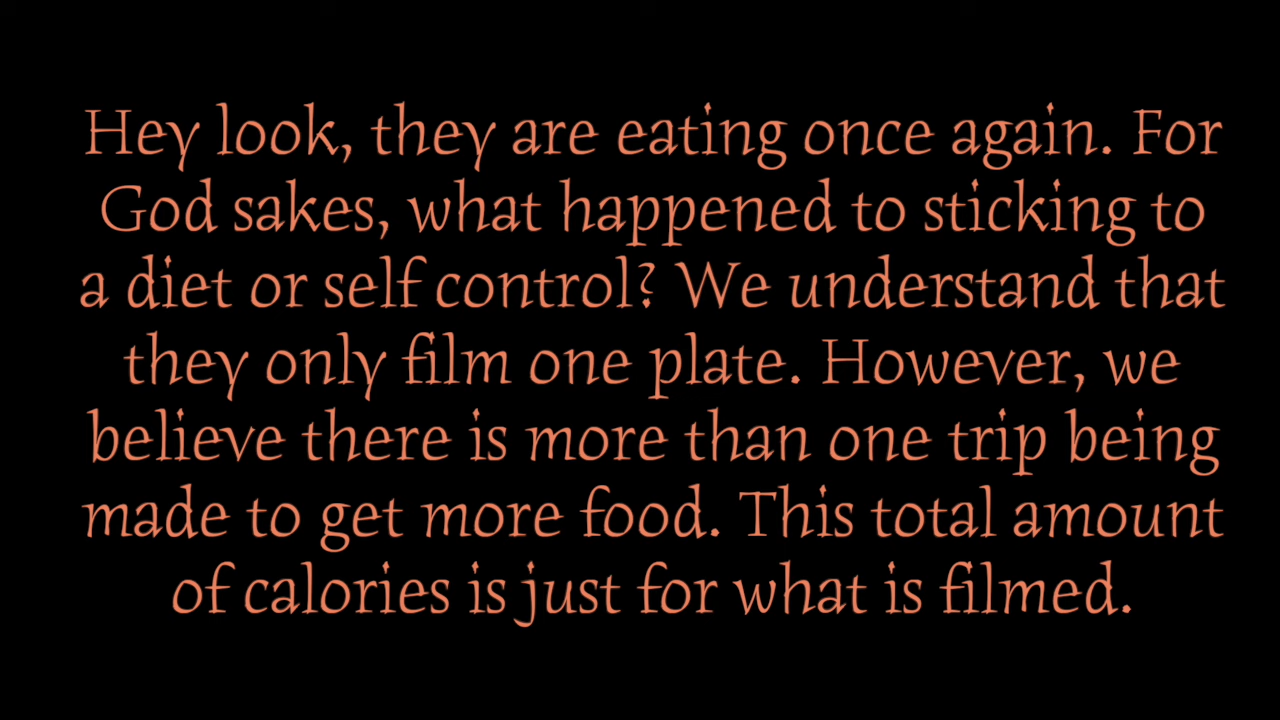 Hey look, they are eating once again. For
God sakes, what happened to sticking to
a diet or self control? We understand that
they only film one plate. However, we
believe there is more than one trip being
made to get more food. This total amount
of calories is just for what is filmed.